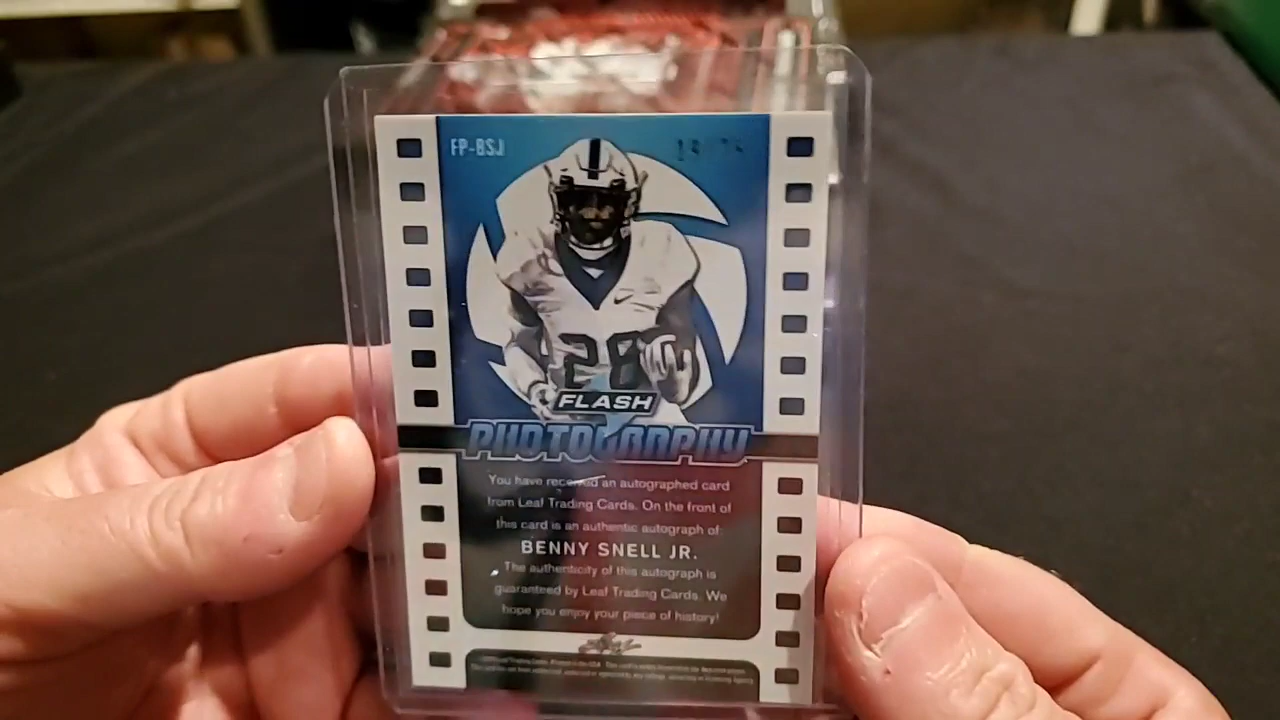 FP-BSJ
28
FLASH
PHOTOGRAPHY
You have received an autographed card
from Leaf Trading Cards. On the front of
this card is an authentic autograph of:
BENNY SNELL JR.
The authenticity of this autograph is
guaranteed by Leaf Trading Cards. We
hope you enjoy your piece of history!